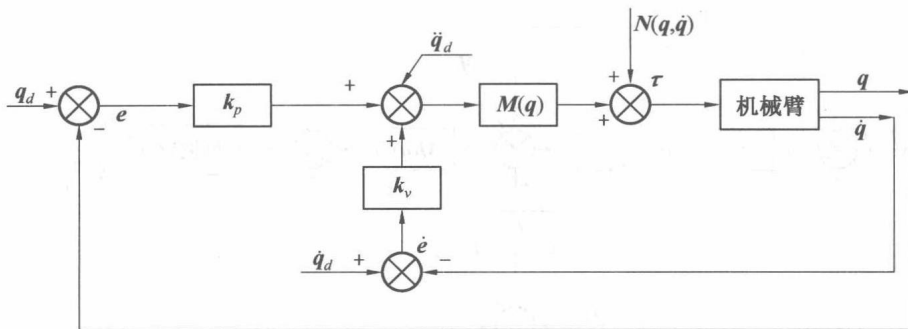 N(q,q̇)
q̈_d
q_d + − e
k_p
+
+
M(q)
+
+
τ
机械臂
q
q̇
k_v
ė
q̇_d + −